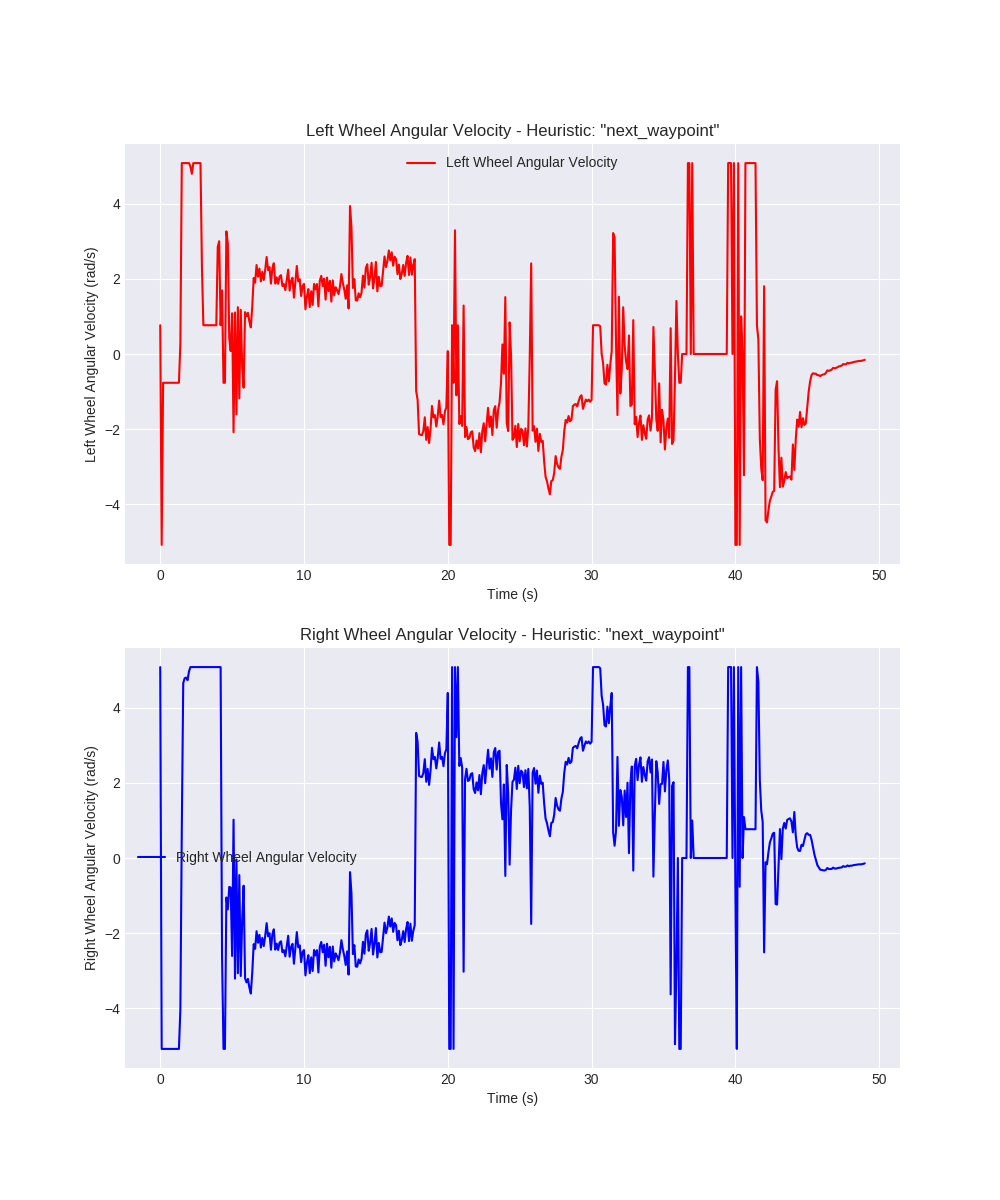 Left Wheel Angular Velocity - Heuristic: "next_waypoint"
Left Wheel Angular Velocity
Left Wheel Angular Velocity (rad/s)
4
2
0
−2
−4
0 10 20 30 40 50
Time (s)
Right Wheel Angular Velocity - Heuristic: "next_waypoint"
Right Wheel Angular Velocity
Right Wheel Angular Velocity (rad/s)
4
2
0
−2
−4
0 10 20 30 40 50
Time (s)